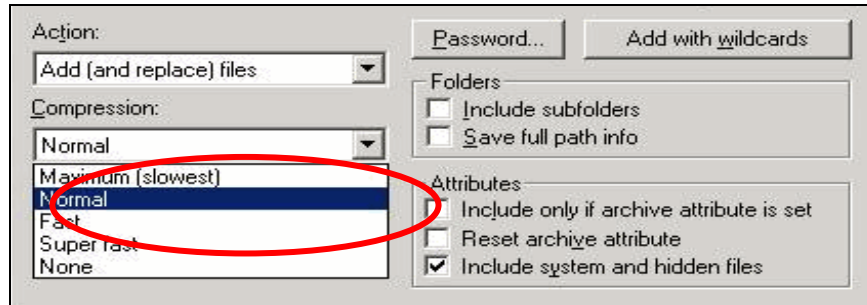 Action:
Add (and replace) files
Compression:
Normal
Maximum (slowest)
Normal
Fast
Super fast
None
Password...
Add with wildcards
Folders
Include subfolders
Save full path info
Attributes
Include only if archive attribute is set
Reset archive attribute
Include system and hidden files